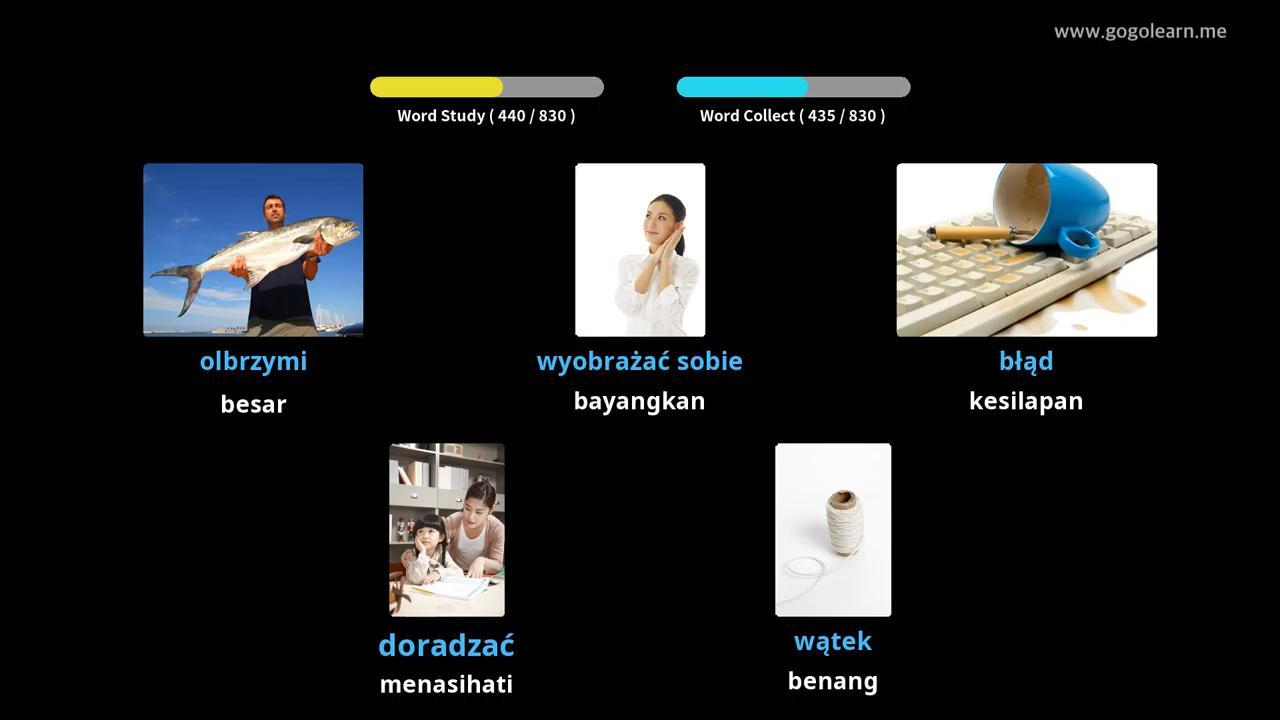 www.gogolearn.me
Word Study ( 440 / 830 )
Word Collect ( 435 / 830 )
olbrzymi
besar
wyobrażać sobie
bayangkan
błąd
kesilapan
doradzać
menasihati
wątek
benang